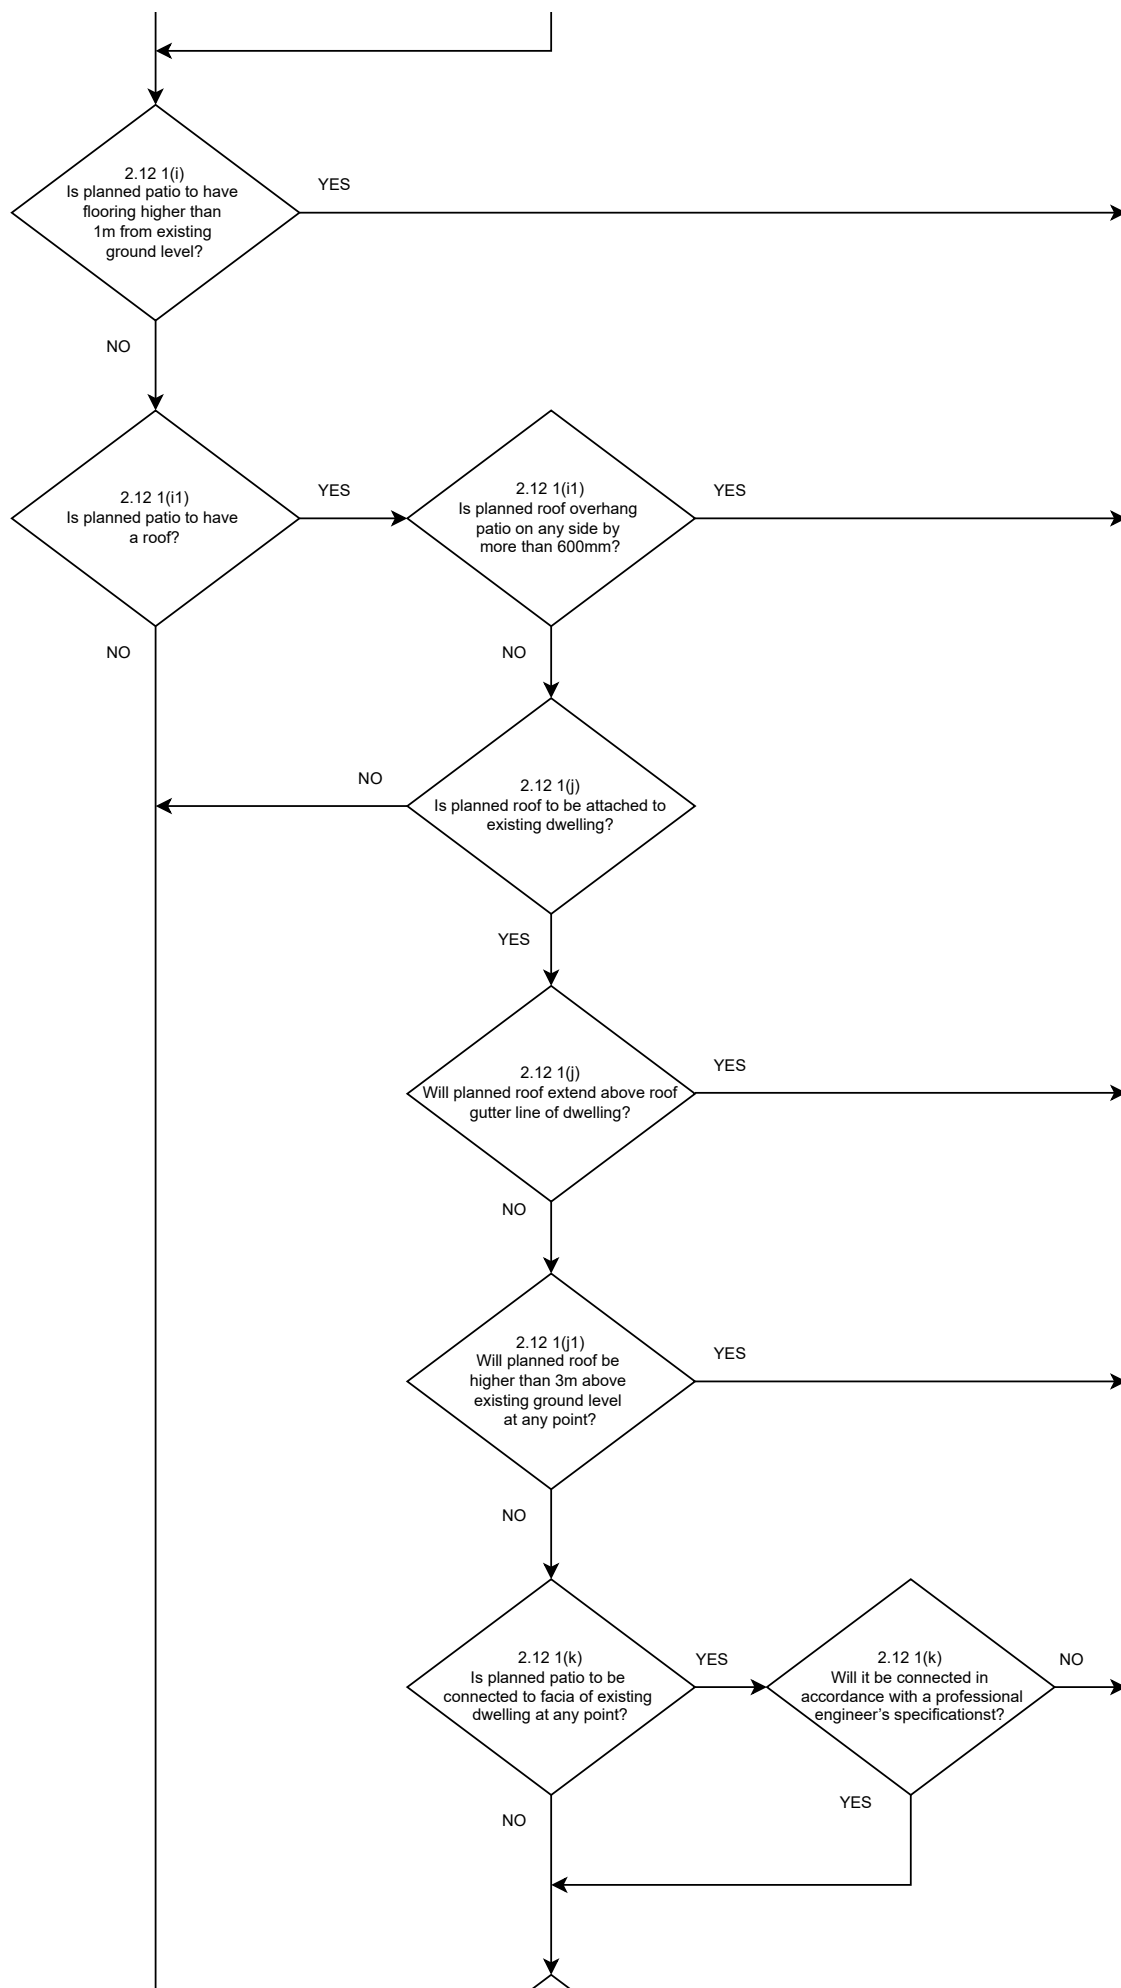 2.12 1(i)
Is planned patio to have
flooring higher than
1m from existing
ground level?
YES
NO
2.12 1(i1)
Is planned patio to have
a roof?
YES
NO
2.12 1(i1)
Is planned roof overhang
patio on any side by
more than 600mm?
YES
NO
2.12 1(j)
Is planned roof to be attached to
existing dwelling?
NO
YES
2.12 1(j)
Will planned roof extend above roof
gutter line of dwelling?
YES
NO
2.12 1(j1)
Will planned roof be
higher than 3m above
existing ground level
at any point?
YES
NO
2.12 1(k)
Is planned patio to be
connected to facia of existing
dwelling at any point?
YES
NO
2.12 1(k)
Will it be connected in
accordance with a professional
engineer's specificationst?
NO
YES